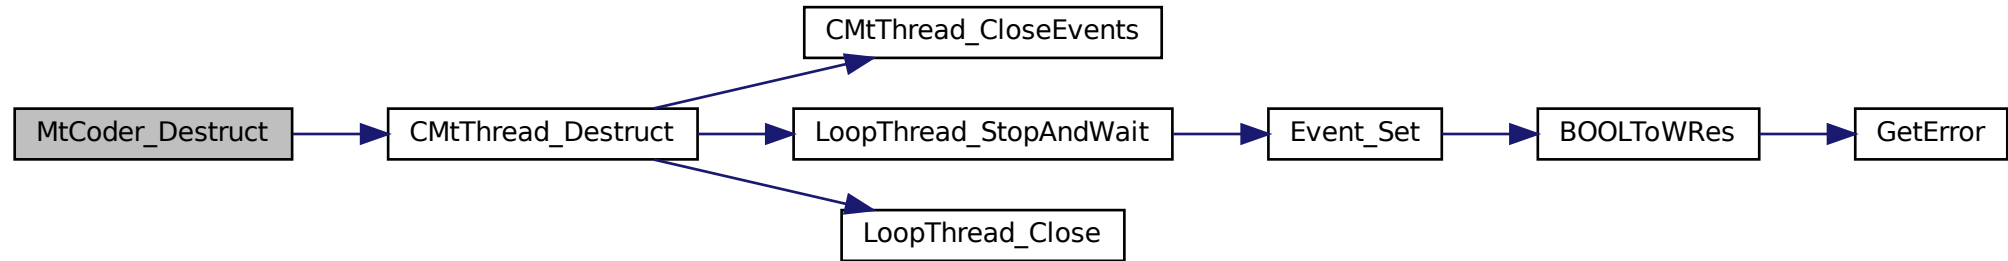 CMtThread_CloseEvents
MtCoder_Destruct
CMtThread_Destruct
LoopThread_StopAndWait
Event_Set
BOOLToWRes
GetError
LoopThread_Close